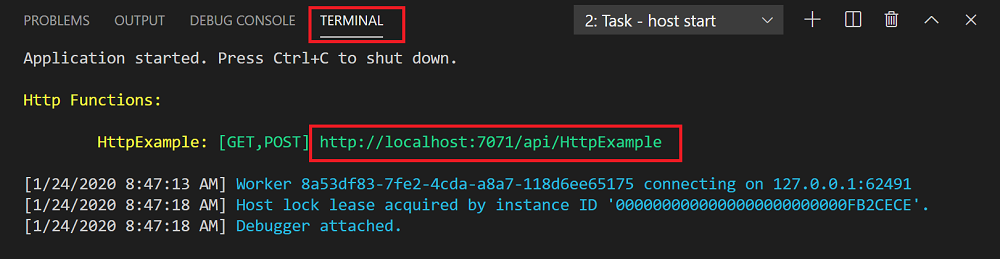 PROBLEMS OUTPUT DEBUG CONSOLE TERMINAL 2: Task - host start
Application started. Press Ctrl+C to shut down.
Http Functions:
HttpExample: [GET,POST] http://localhost:7071/api/HttpExample
[1/24/2020 8:47:13 AM] Worker 8a53df83-7fe2-4cda-a8a7-118d6ee65175 connecting on 127.0.0.1:62491
[1/24/2020 8:47:18 AM] Host lock lease acquired by instance ID '000000000000000000000000FB2CECE'.
[1/24/2020 8:47:18 AM] Debugger attached.